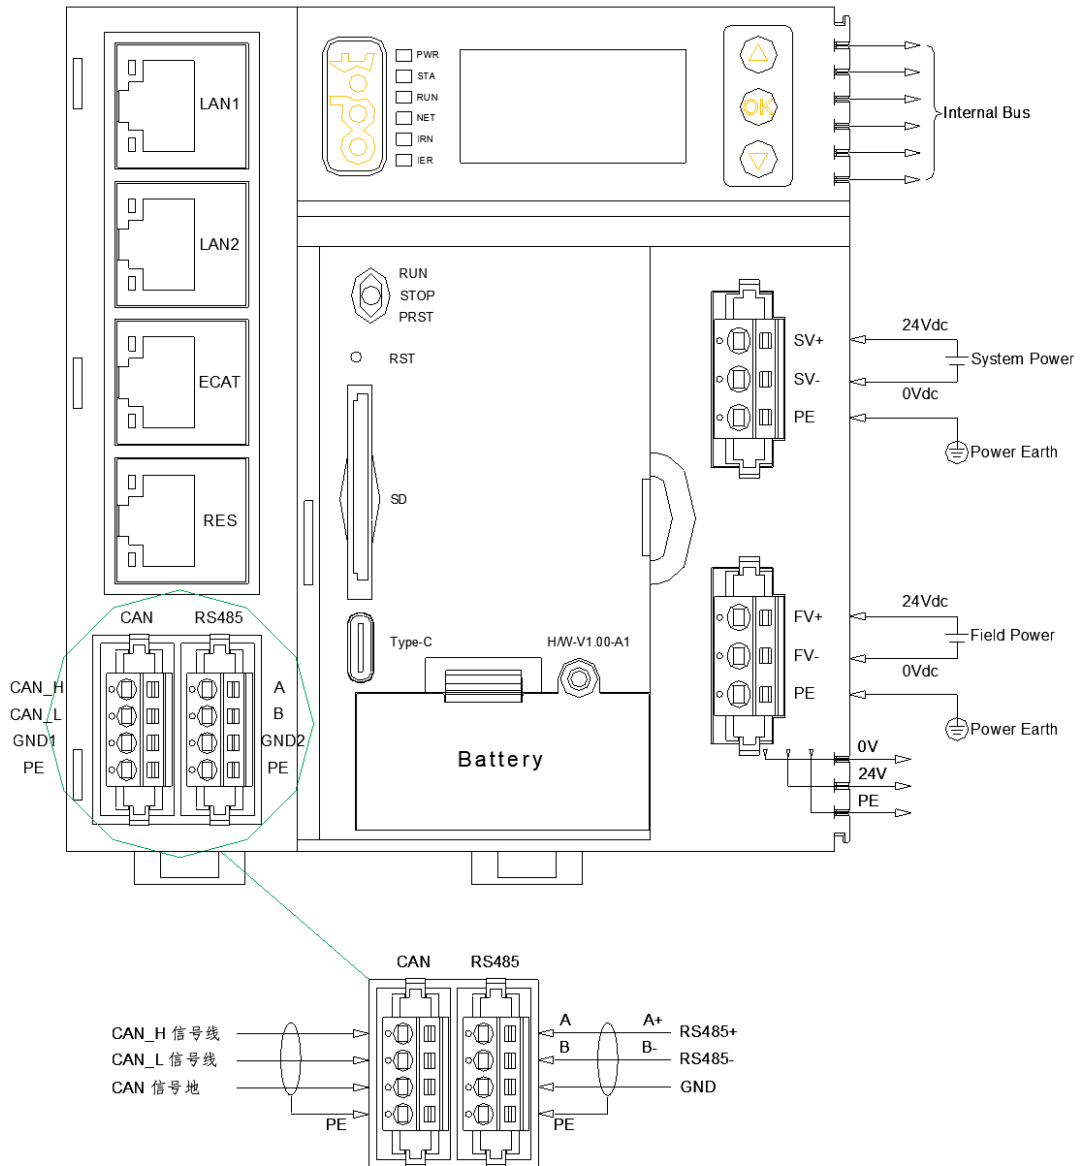 LAN1
LAN2
ECAT
RES
odot
PWR
STA
RUN
NET
IRN
IER
OK
Internal Bus
RUN
STOP
PRST
RST
SD
Type-C
H/W-V1.00-A1
Battery
SV+
SV-
PE
24Vdc
0Vdc
System Power
Power Earth
FV+
FV-
PE
24Vdc
0Vdc
Field Power
Power Earth
0V
24V
PE
CAN RS485
CAN_H A
CAN_L B
GND1 GND2
PE PE
CAN RS485
CAN_H 信号线 A A+ RS485+
CAN_L 信号线 B B- RS485-
CAN 信号地 GND
PE PE